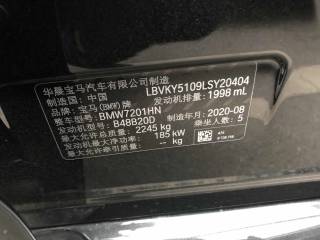 华晨宝马汽车有限公司制造
制造国：中国 LBVKY5109LSY20404
品牌：宝马(BMW)牌 发动机排量：1998 mL
整车型号：BMW7201HN
发动机型号：B48B20D 制造年月：2020-08
最大允许总质量：2245 kg 乘坐人数：5
发动机最大净功率：185 kW
最大允许牵引质量：-- kg